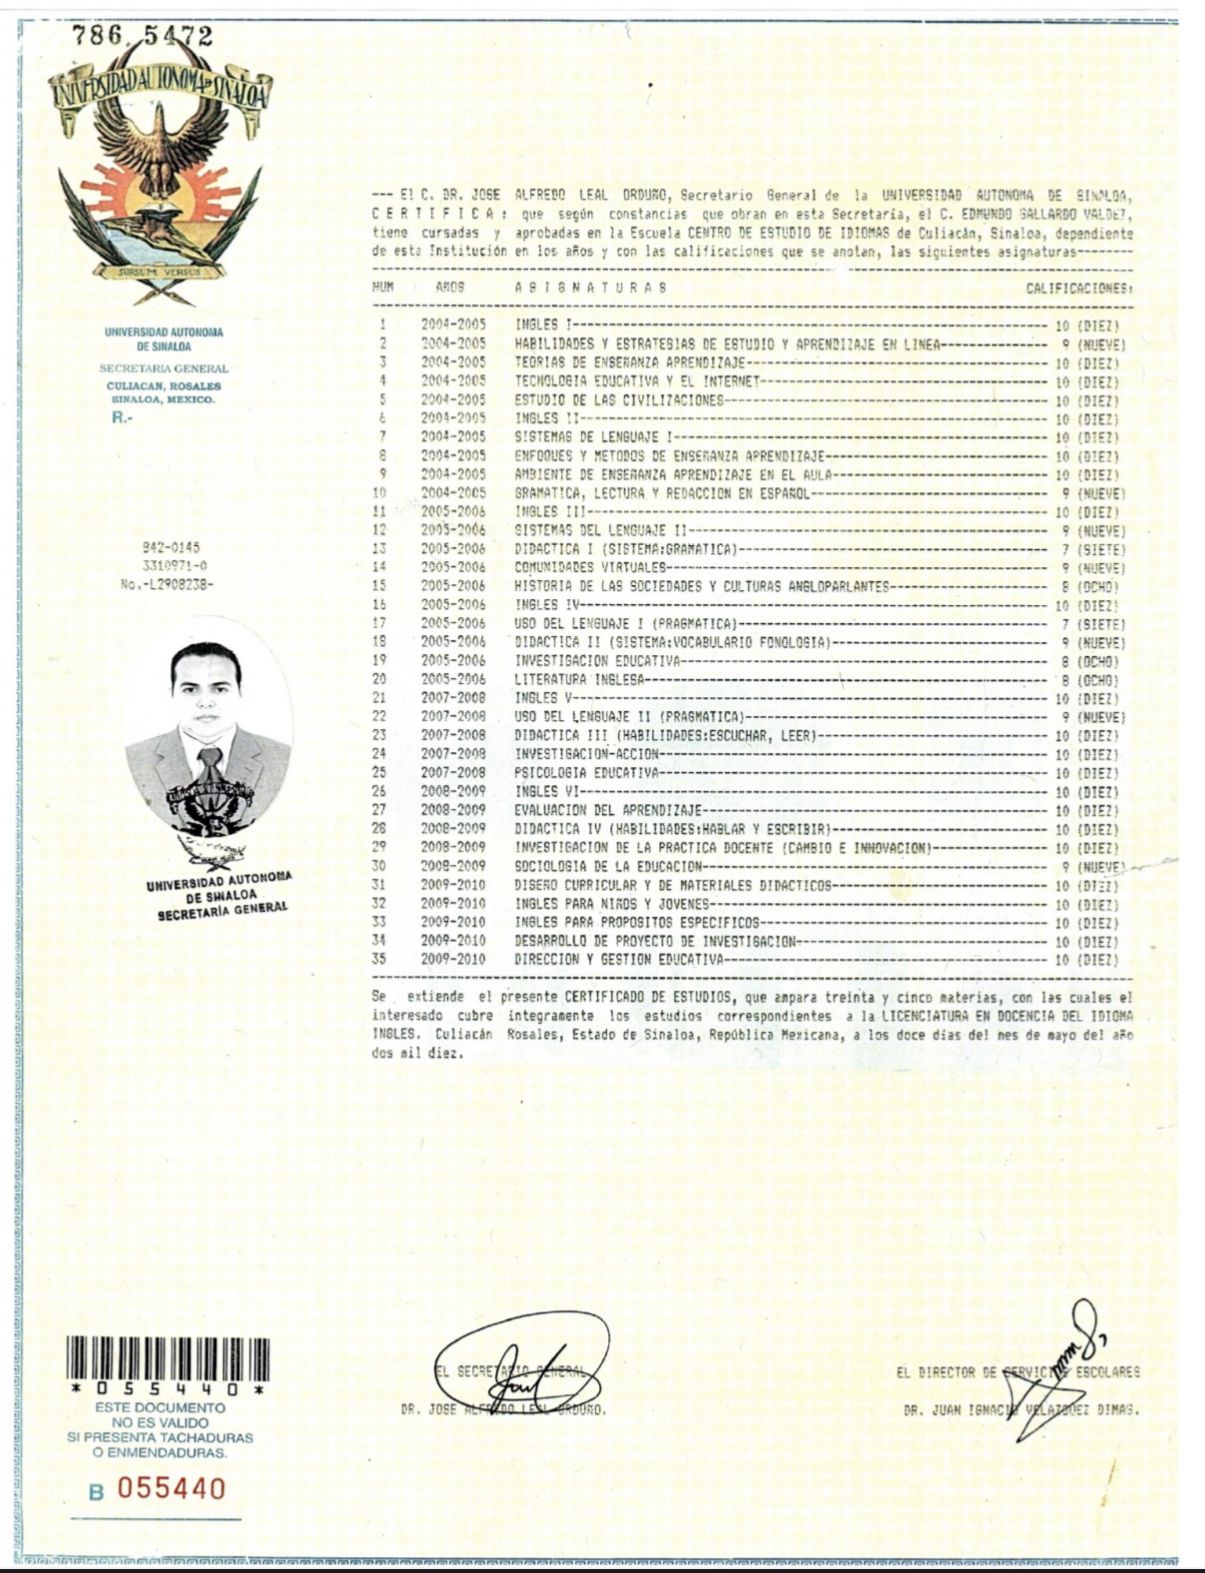 786, 5472
UNIVERSIDAD AUTONOMA DE SINALOA
SURSUM VERSUS
UNIVERSIDAD AUTONOMA
DE SINALOA
SECRETARIA GENERAL
CULIACAN, ROSALES
SINALOA, MEXICO.
R.-
--- El C. DR. JOSE ALFREDO LEAL ORDUÑO, Secretario General de la UNIVERSIDAD AUTONOMA DE SINALOA,
C E R T I F I C A : que según constancias que obran en esta Secretaría, el C. EDMUNDO GALLARDO VALDEZ,
tiene cursadas y aprobadas en la Escuela CENTRO DE ESTUDIO DE IDIOMAS de Culiacán, Sinaloa, dependiente
de esta Institución en los años y con las calificaciones que se anotan, las siguientes asignaturas--------
NUM AÑOS A S I G N A T U R A S CALIFICACIONES:
1 2004-2005 INGLES I--- 10 (DIEZ)
2 2004-2005 HABILIDADES Y ESTRATEGIAS DE ESTUDIO Y APRENDIZAJE EN LINEA--- 9 (NUEVE)
3 2004-2005 TEORIAS DE ENSEÑANZA APRENDIZAJE--- 10 (DIEZ)
4 2004-2005 TECNOLOGIA EDUCATIVA Y EL INTERNET--- 10 (DIEZ)
5 2004-2005 ESTUDIO DE LAS CIVILIZACIONES--- 10 (DIEZ)
6 2004-2005 INGLES II--- 10 (DIEZ)
7 2004-2005 SISTEMAS DE LENGUAJE I--- 10 (DIEZ)
8 2004-2005 ENFOQUES Y METODOS DE ENSEÑANZA APRENDIZAJE--- 10 (DIEZ)
9 2004-2005 AMBIENTE DE ENSEÑANZA APRENDIZAJE EN EL AULA--- 10 (DIEZ)
10 2004-2005 GRAMATICA, LECTURA Y REDACCION EN ESPAÑOL--- 9 (NUEVE)
11 2005-2006 INGLES III--- 10 (DIEZ)
12 2005-2006 SISTEMAS DEL LENGUAJE II--- 9 (NUEVE)
13 2005-2006 DIDACTICA I (SISTEMA:GRAMATICA)--- 7 (SIETE)
14 2005-2006 COMUNIDADES VIRTUALES--- 9 (NUEVE)
15 2005-2006 HISTORIA DE LAS SOCIEDADES Y CULTURAS ANGLOPARLANTES--- 8 (OCHO)
16 2005-2006 INGLES IV--- 10 (DIEZ)
17 2005-2006 USO DEL LENGUAJE I (PRAGMATICA)--- 7 (SIETE)
18 2005-2006 DIDACTICA II (SISTEMA:VOCABULARIO FONOLOGIA)--- 9 (NUEVE)
19 2005-2006 INVESTIGACION EDUCATIVA--- 8 (OCHO)
20 2005-2006 LITERATURA INGLESA--- 8 (OCHO)
21 2007-2008 INGLES V--- 10 (DIEZ)
22 2007-2008 USO DEL LENGUAJE II (PRAGMATICA)--- 9 (NUEVE)
23 2007-2008 DIDACTICA III (HABILIDADES:ESCUCHAR, LEER)--- 10 (DIEZ)
24 2007-2008 INVESTIGACION-ACCION--- 10 (DIEZ)
25 2007-2008 PSICOLOGIA EDUCATIVA--- 10 (DIEZ)
26 2008-2009 INGLES VI--- 10 (DIEZ)
27 2008-2009 EVALUACION DEL APRENDIZAJE--- 10 (DIEZ)
28 2008-2009 DIDACTICA IV (HABILIDADES:HABLAR Y ESCRIBIR)--- 10 (DIEZ)
29 2008-2009 INVESTIGACION DE LA PRACTICA DOCENTE (CAMBIO E INNOVACION)--- 10 (DIEZ)
30 2008-2009 SOCIOLOGIA DE LA EDUCACION--- 9 (NUEVE)
31 2009-2010 DISEÑO CURRICULAR Y DE MATERIALES DIDACTICOS--- 10 (DIEZ)
32 2009-2010 INGLES PARA NIÑOS Y JOVENES--- 10 (DIEZ)
33 2009-2010 INGLES PARA PROPOSITOS ESPECIFICOS--- 10 (DIEZ)
34 2009-2010 DESARROLLO DE PROYECTO DE INVESTIGACION--- 10 (DIEZ)
35 2009-2010 DIRECCION Y GESTION EDUCATIVA--- 10 (DIEZ)
942-0145
3310971-0
No.-L2908238-
UNIVERSIDAD AUTONOMA
DE SINALOA
SECRETARÍA GENERAL
Se extiende el presente CERTIFICADO DE ESTUDIOS, que ampara treinta y cinco materias, con las cuales el
interesado cubre integramente los estudios correspondientes a la LICENCIATURA EN DOCENCIA DEL IDIOMA
INGLES. Culiacán Rosales, Estado de Sinaloa, República Mexicana, a los doce días del mes de mayo del año
dos mil diez.
EL SECRETARIO GENERAL
DR. JOSE ALFREDO LEAL ORDUÑO.
EL DIRECTOR DE SERVICIOS ESCOLARES
DR. JUAN IGNACIO VELAZQUEZ DIMAS.
*055440*
ESTE DOCUMENTO
NO ES VALIDO
SI PRESENTA TACHADURAS
O ENMENDADURAS.
B 055440